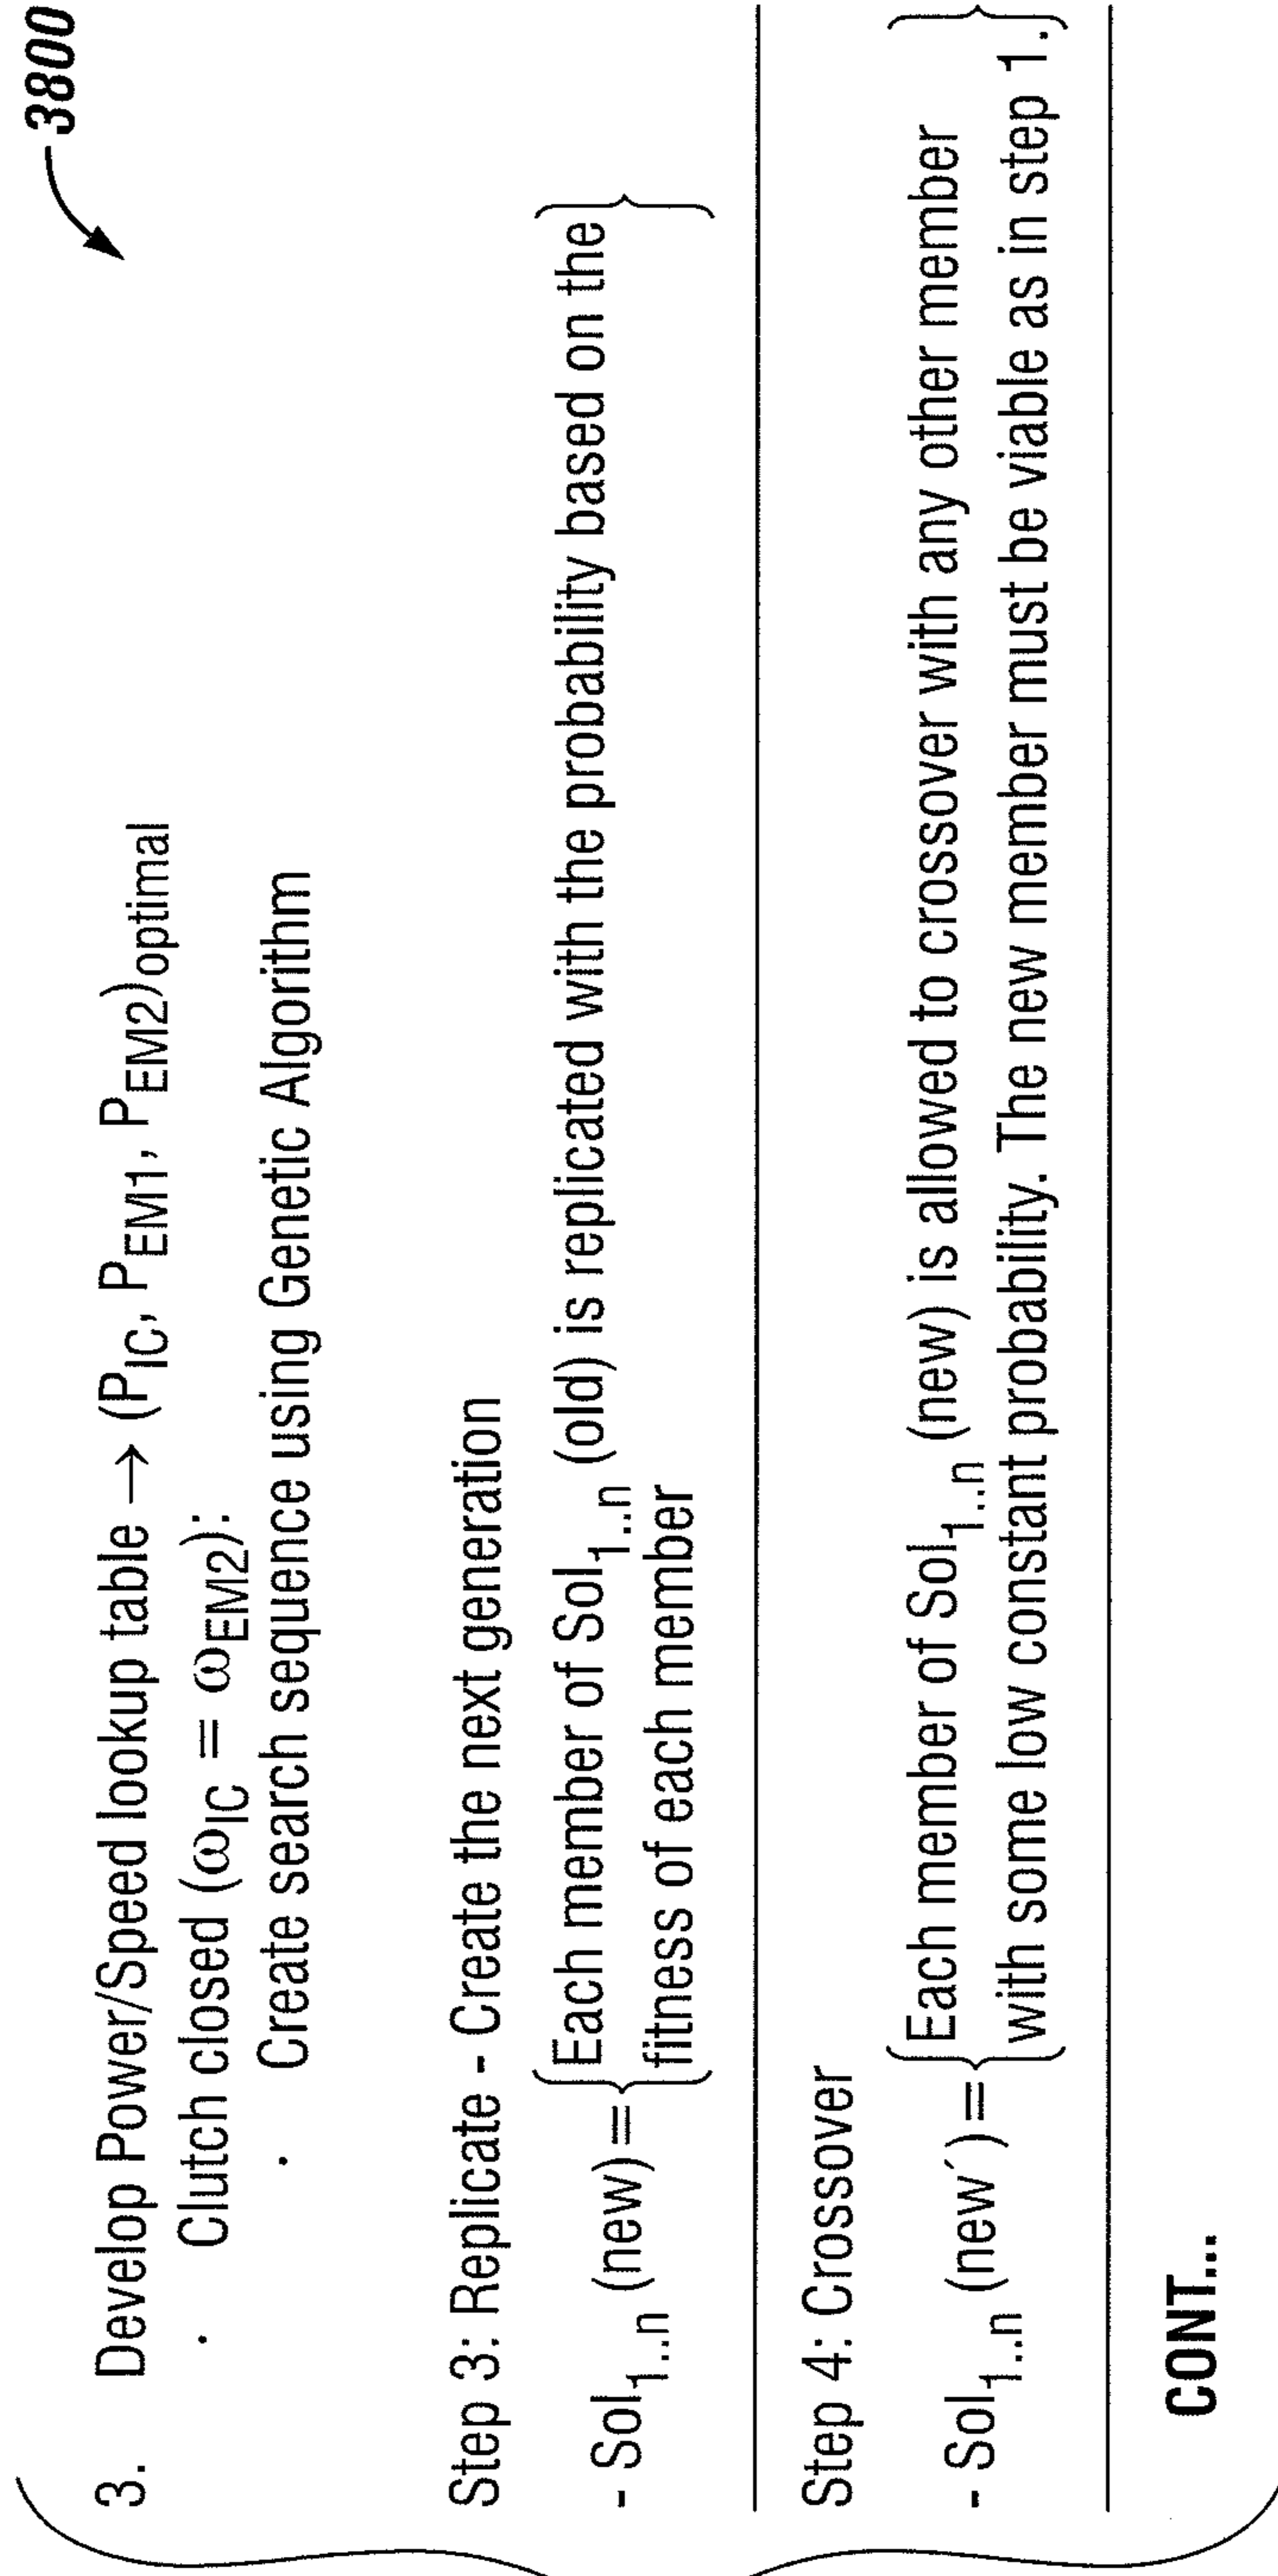 3800
3. Develop Power/Speed lookup table → (P_IC, P_EM1, P_EM2)optimal
· Clutch closed (ω_IC = ω_EM2):
· Create search sequence using Genetic Algorithm
Step 3: Replicate - Create the next generation
- Sol_1..n (new) = {Each member of Sol_1..n (old) is replicated with the probability based on the
fitness of each member}
Step 4: Crossover
- Sol_1..n (new´) = {Each member of Sol_1..n (new) is allowed to crossover with any other member
with some low constant probability. The new member must be viable as in step 1.}
CONT...